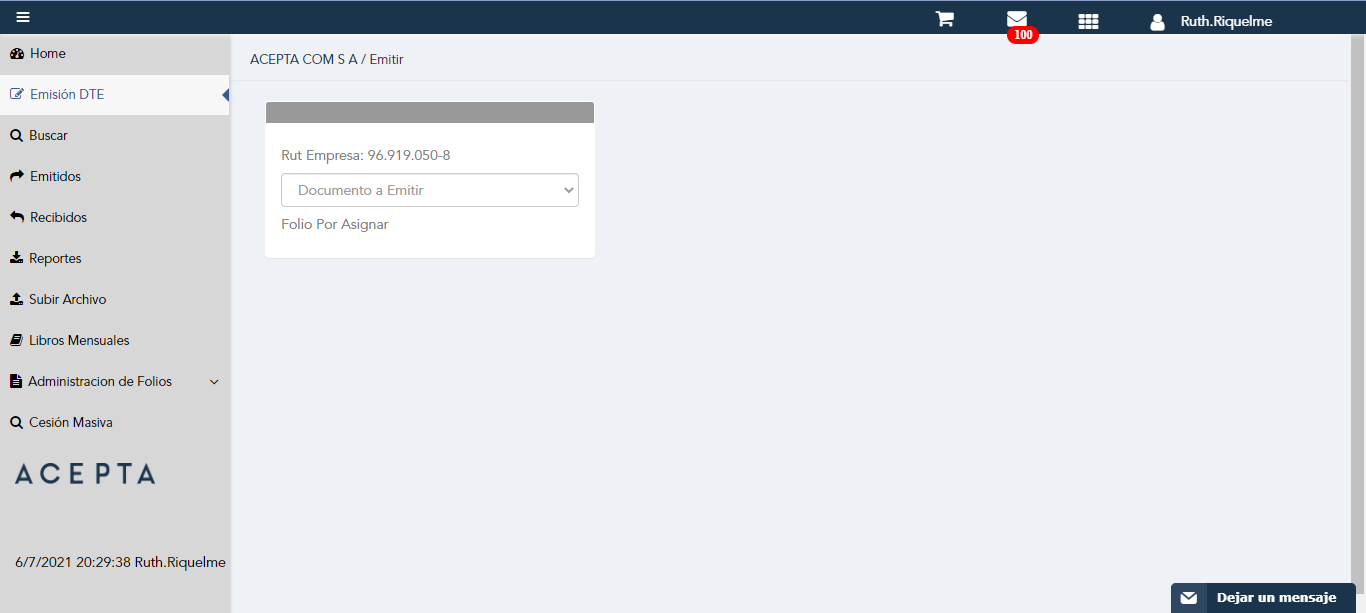 100
Ruth.Riquelme
Home
Emisión DTE
Buscar
Emitidos
Recibidos
Reportes
Subir Archivo
Libros Mensuales
Administracion de Folios
Cesión Masiva
ACEPTA
6/7/2021 20:29:38 Ruth.Riquelme
ACEPTA COM S A / Emitir
Rut Empresa: 96.919.050-8
Documento a Emitir
Folio Por Asignar
Dejar un mensaje